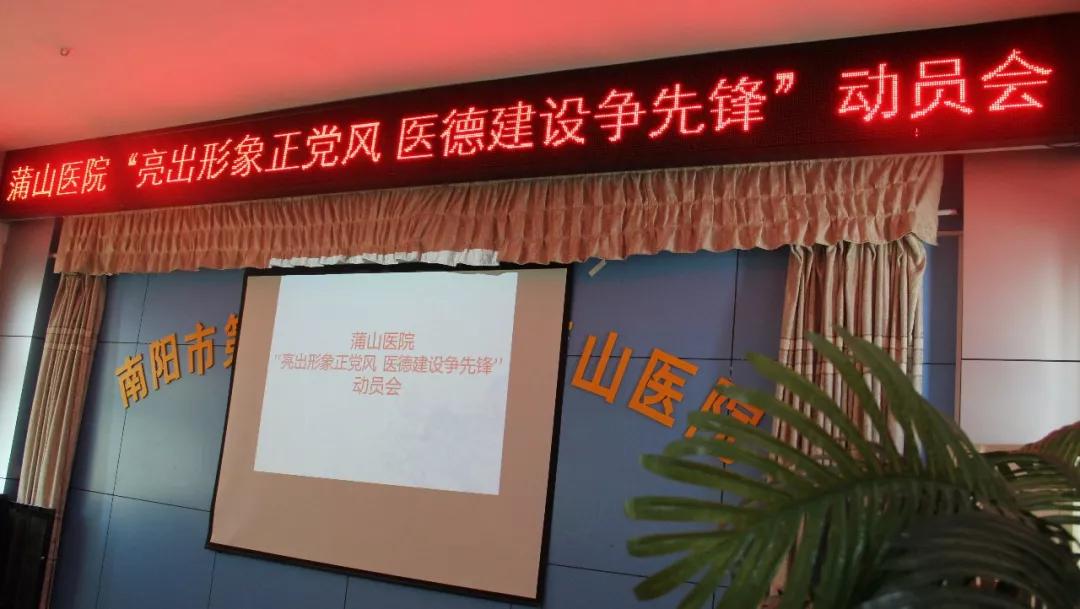 蒲山医院“亮出形象正党风 医德建设争先锋”动员会
蒲山医院
“亮出形象正党风 医德建设争先锋”
动员会
南阳市第
山医院